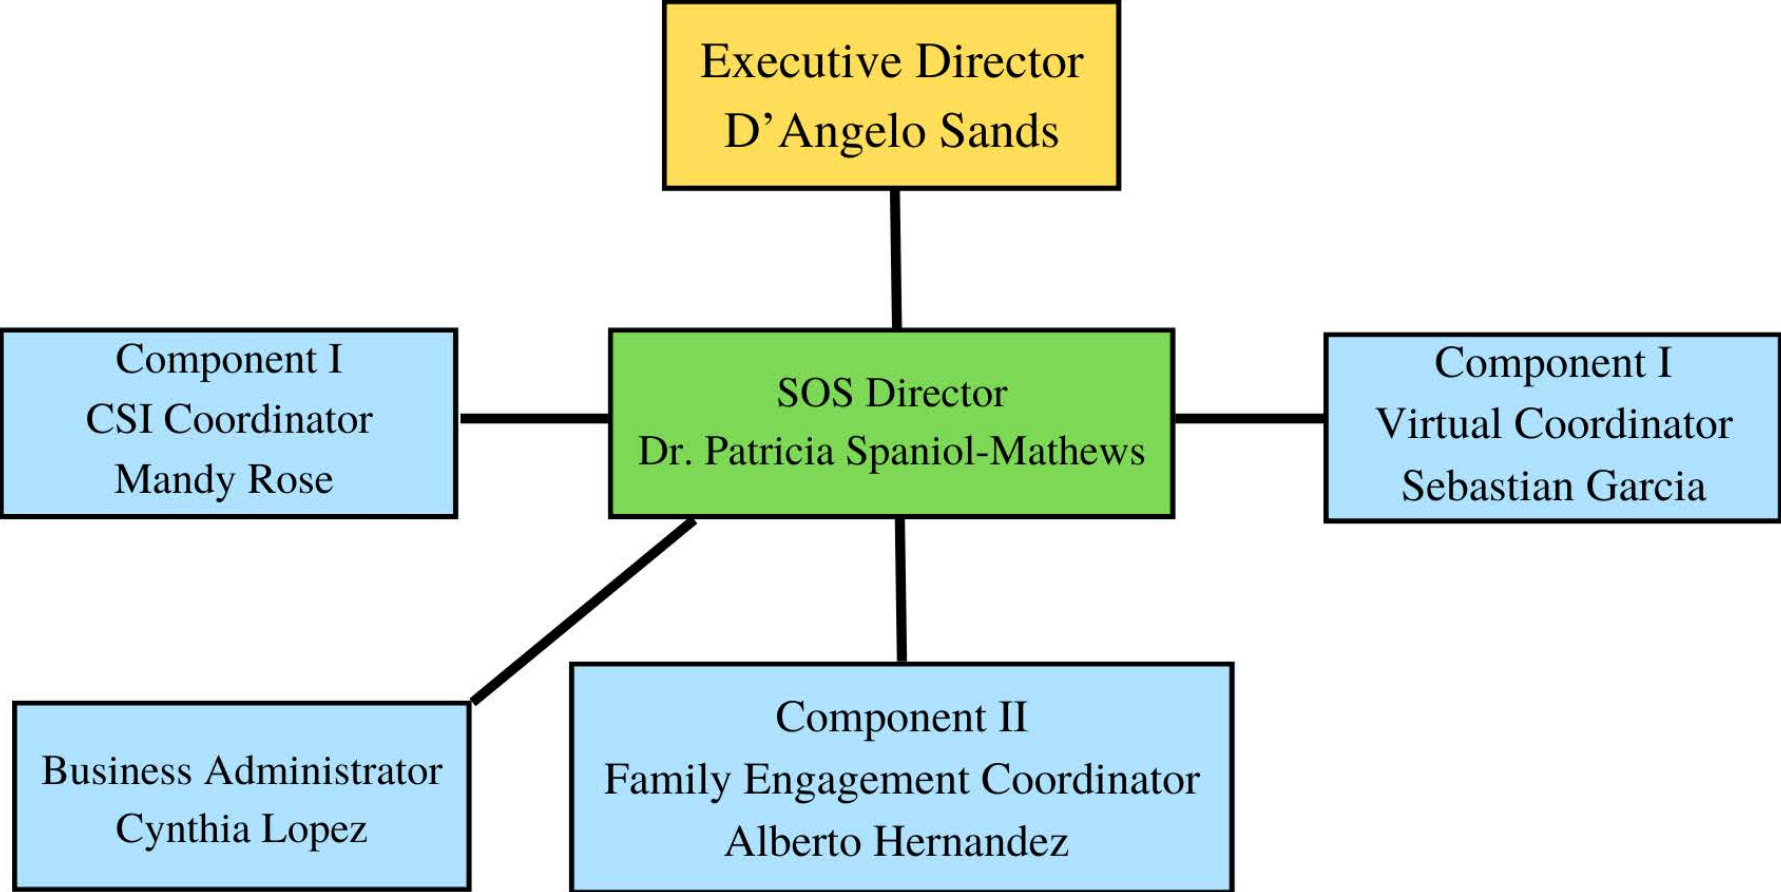 Executive Director
D’Angelo Sands
Component I
CSI Coordinator
Mandy Rose
SOS Director
Dr. Patricia Spaniol-Mathews
Component I
Virtual Coordinator
Sebastian Garcia
Business Administrator
Cynthia Lopez
Component II
Family Engagement Coordinator
Alberto Hernandez